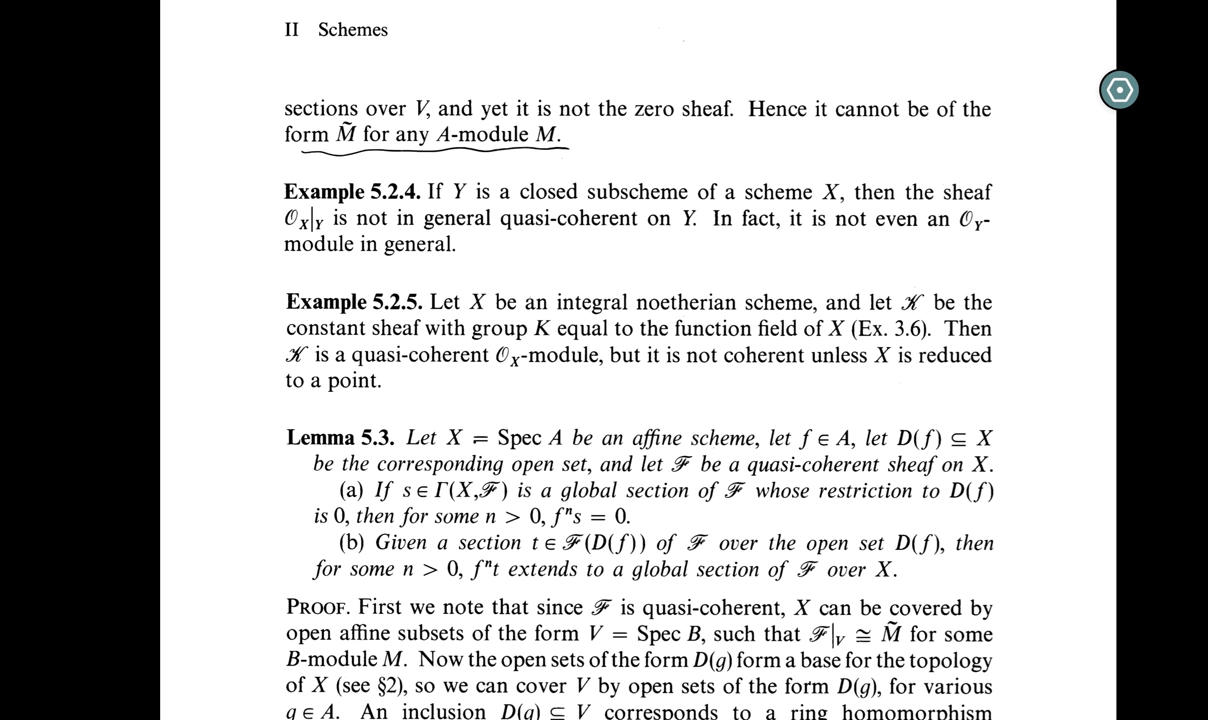 II Schemes
sections over V, and yet it is not the zero sheaf. Hence it cannot be of the
form M̃ for any A-module M.
Example 5.2.4. If Y is a closed subscheme of a scheme X, then the sheaf
𝒪_X|_Y is not in general quasi-coherent on Y. In fact, it is not even an 𝒪_Y-
module in general.
Example 5.2.5. Let X be an integral noetherian scheme, and let 𝒦 be the
constant sheaf with group K equal to the function field of X (Ex. 3.6). Then
𝒦 is a quasi-coherent 𝒪_X-module, but it is not coherent unless X is reduced
to a point.
Lemma 5.3. Let X = Spec A be an affine scheme, let f ∈ A, let D(f) ⊆ X
be the corresponding open set, and let ℱ be a quasi-coherent sheaf on X.
(a) If s ∈ Γ(X,ℱ) is a global section of ℱ whose restriction to D(f)
is 0, then for some n > 0, fⁿs = 0.
(b) Given a section t ∈ ℱ(D(f)) of ℱ over the open set D(f), then
for some n > 0, fⁿt extends to a global section of ℱ over X.
PROOF. First we note that since ℱ is quasi-coherent, X can be covered by
open affine subsets of the form V = Spec B, such that ℱ|_V ≅ M̃ for some
B-module M. Now the open sets of the form D(g) form a base for the topology
of X (see §2), so we can cover V by open sets of the form D(g), for various
g ∈ A. An inclusion D(g) ⊆ V corresponds to a ring homomorphism